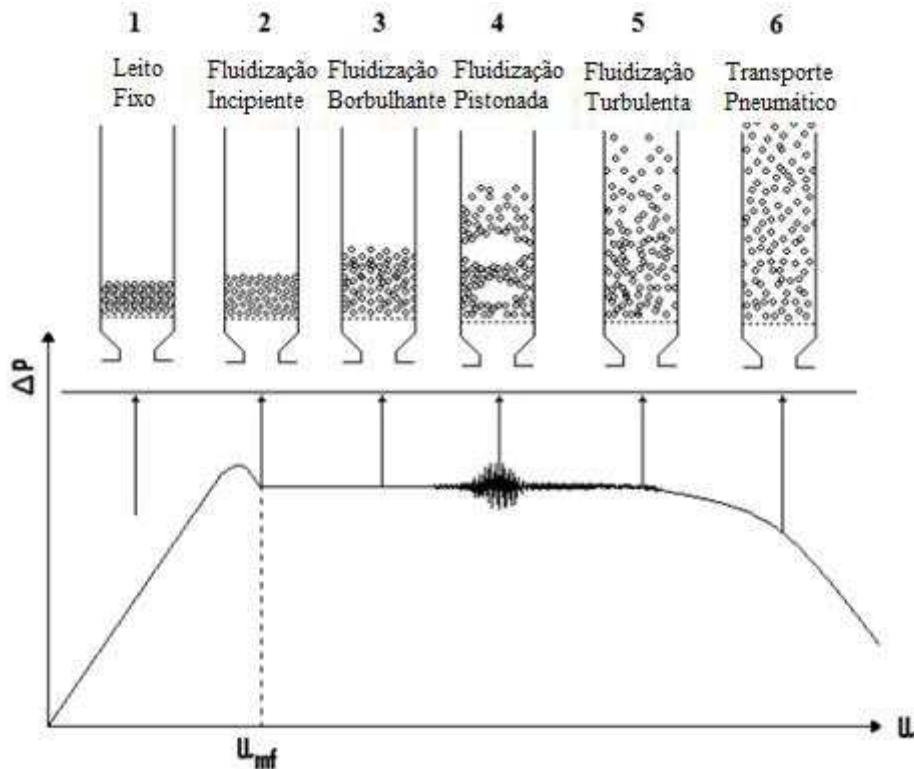 1
2
3
4
5
6
Leito
Fixo
Fluidização
Incipiente
Fluidização
Borbulhante
Fluidização
Pistonada
Fluidização
Turbulenta
Transporte
Pneumático
ΔP
u
u_mf